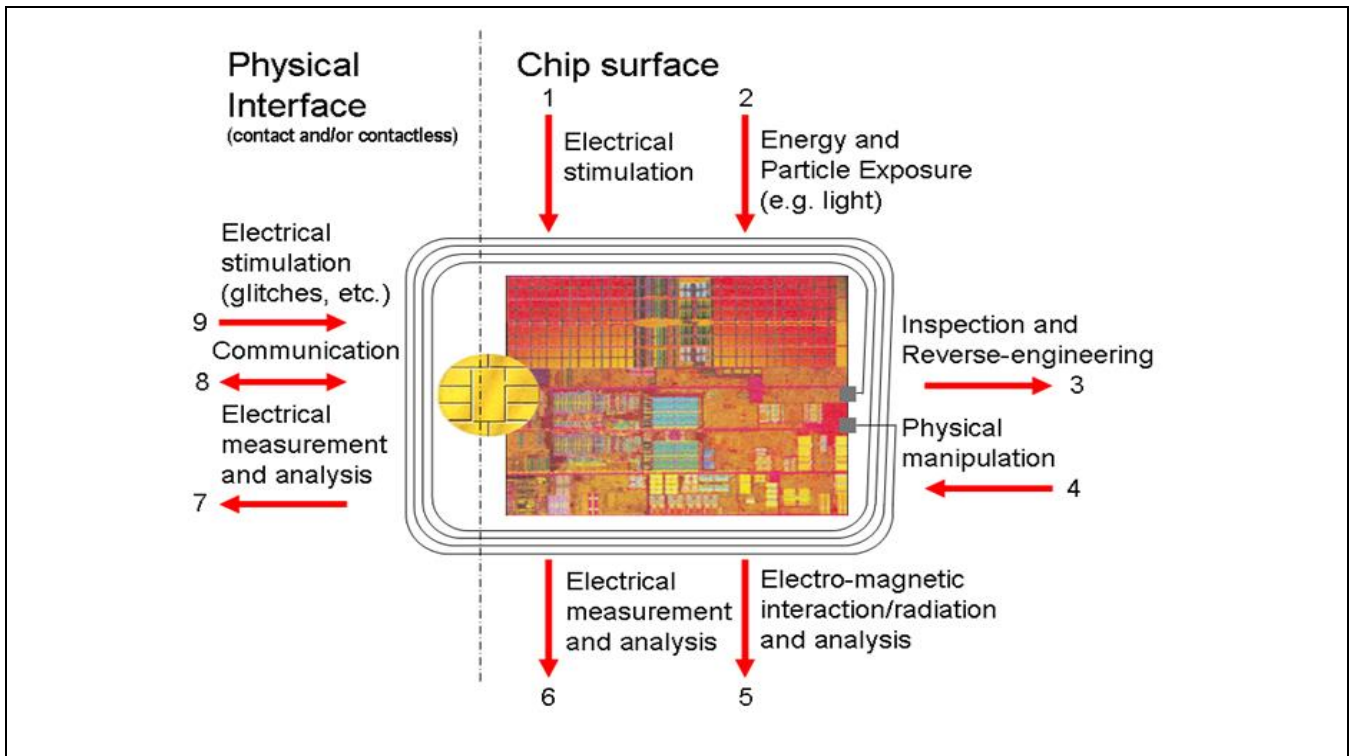 Physical
Interface
(contact and/or contactless)
Chip surface
1
2
Electrical
stimulation
Energy and
Particle Exposure
(e.g. light)
Electrical
stimulation
(glitches, etc.)
9
Communication
8
Electrical
measurement
and analysis
7
Inspection and
Reverse-engineering
3
Physical
manipulation
4
Electrical
measurement
and analysis
6
Electro-magnetic
interaction/radiation
and analysis
5